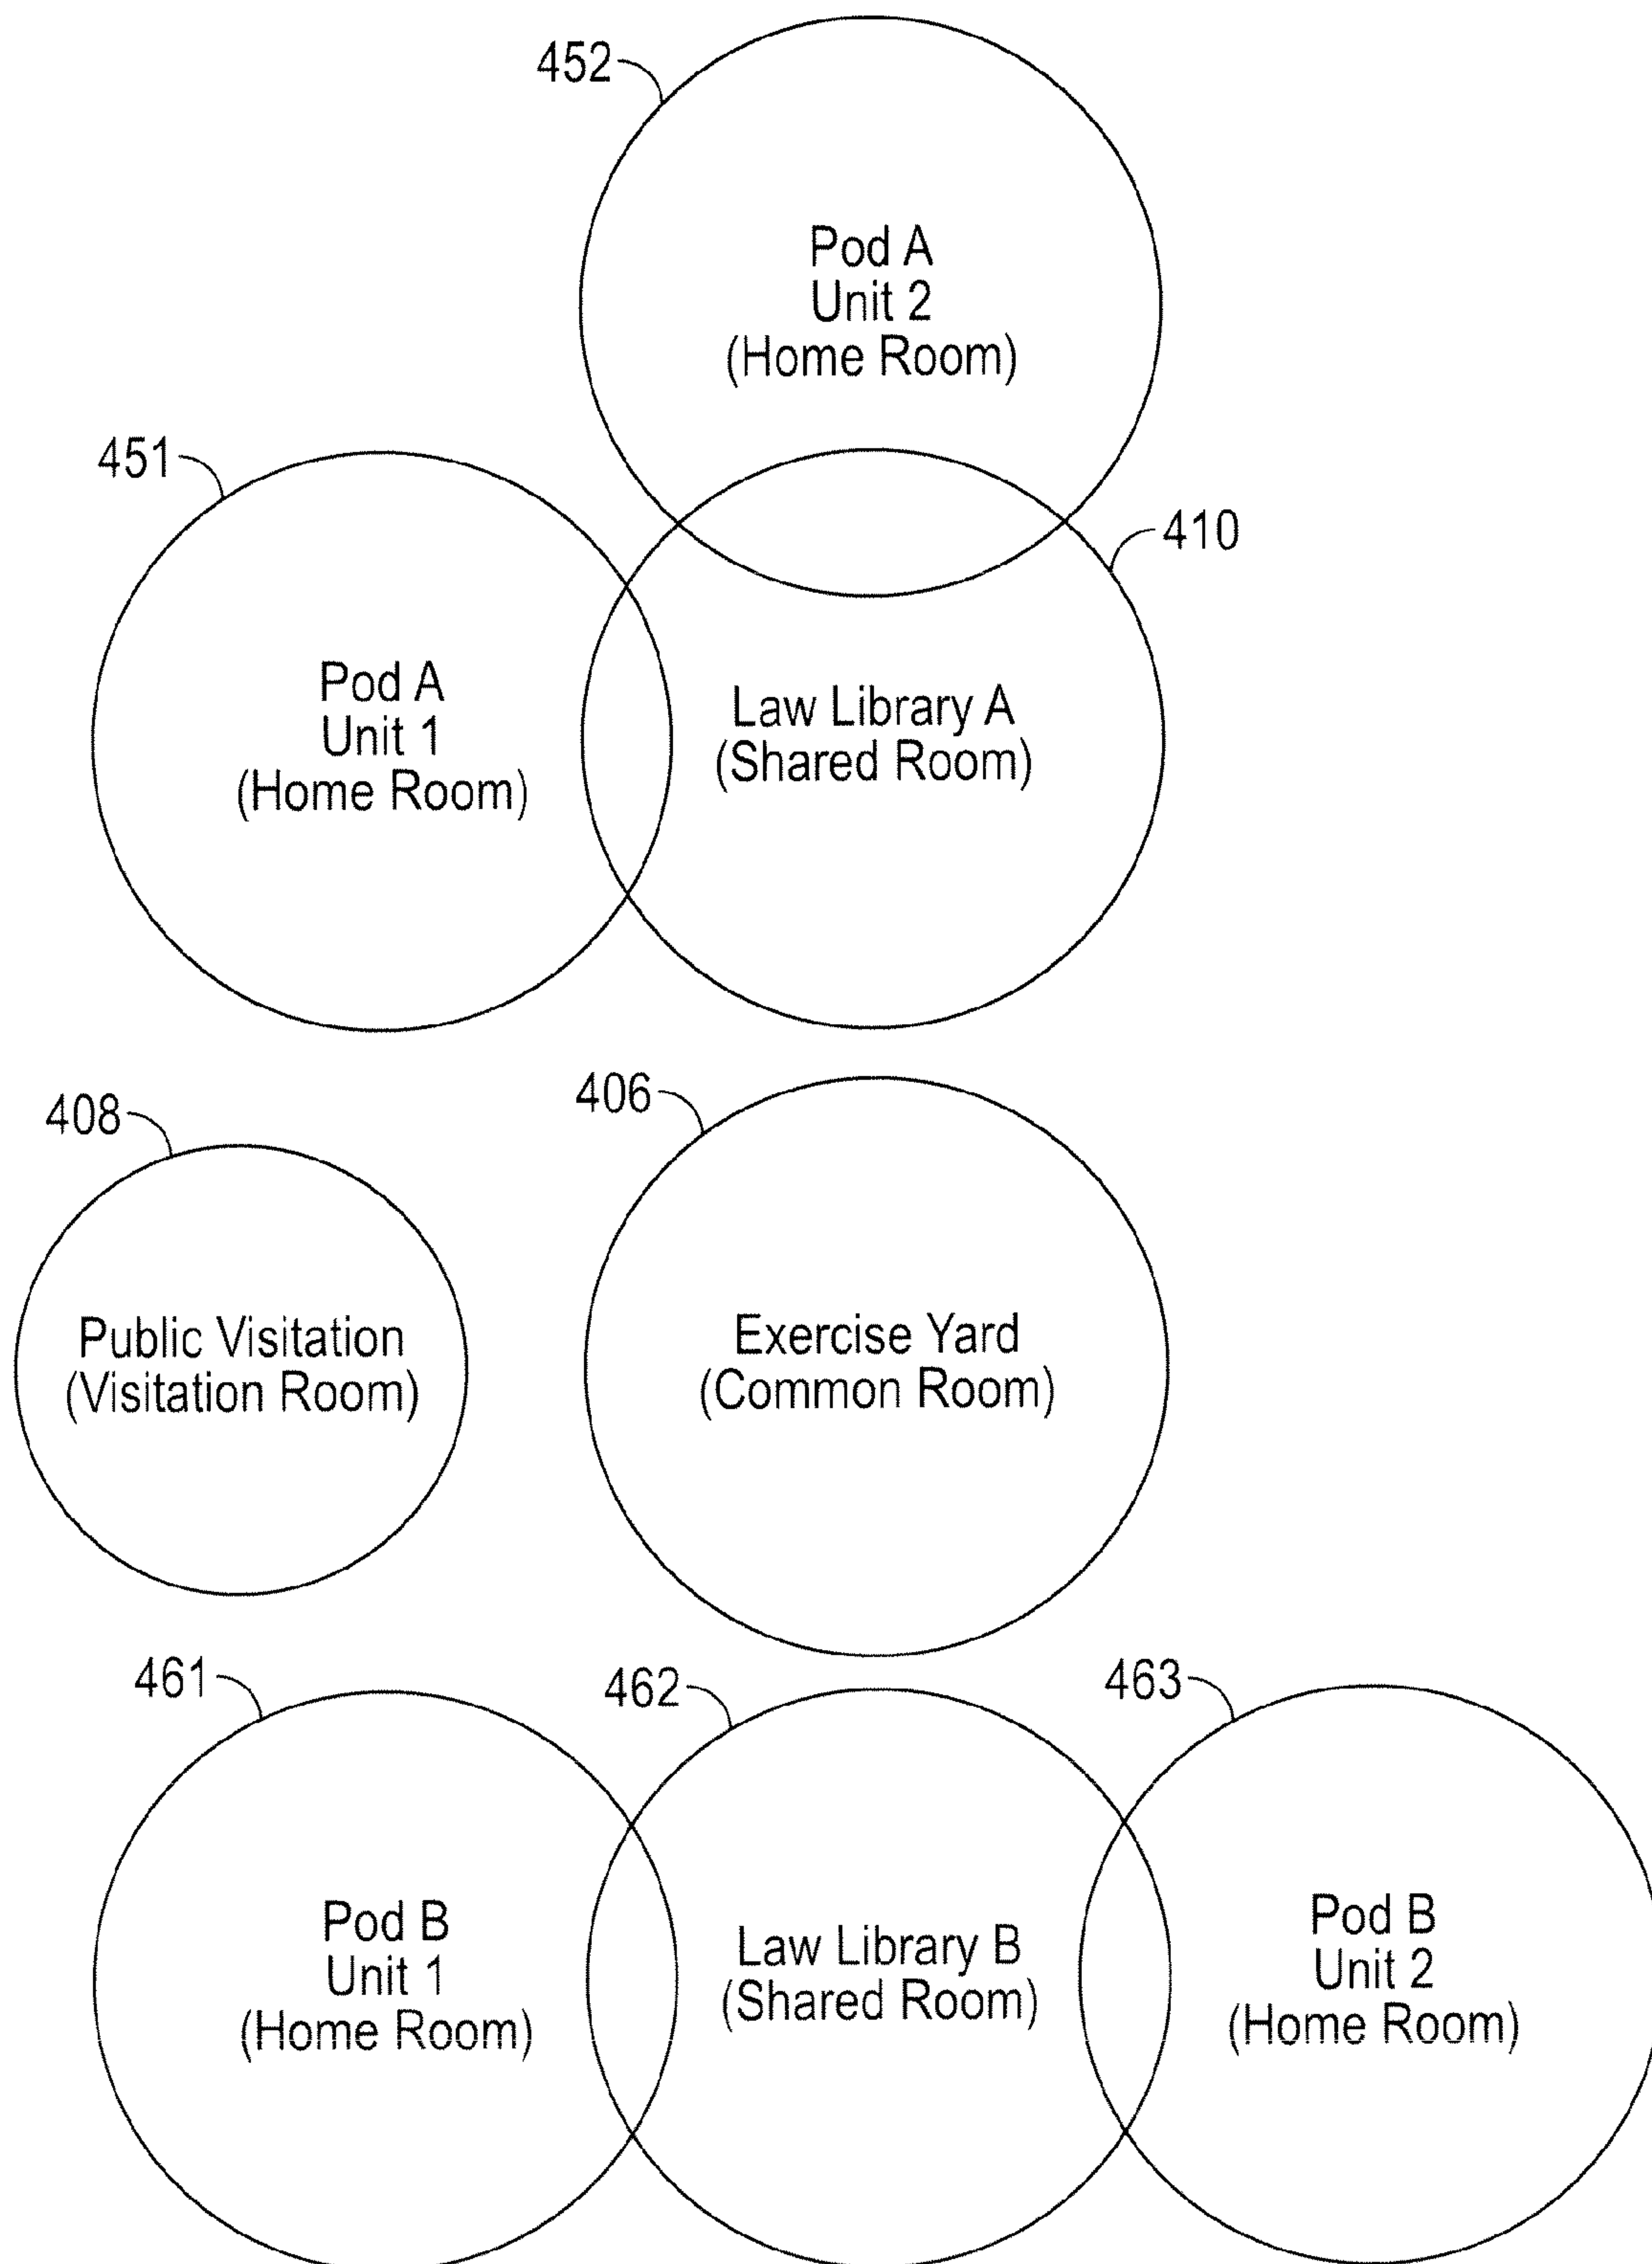 452
Pod A
Unit 2
(Home Room)
451
410
Pod A
Unit 1
(Home Room)
Law Library A
(Shared Room)
408
406
Public Visitation
(Visitation Room)
Exercise Yard
(Common Room)
461
462
463
Pod B
Unit 1
(Home Room)
Law Library B
(Shared Room)
Pod B
Unit 2
(Home Room)